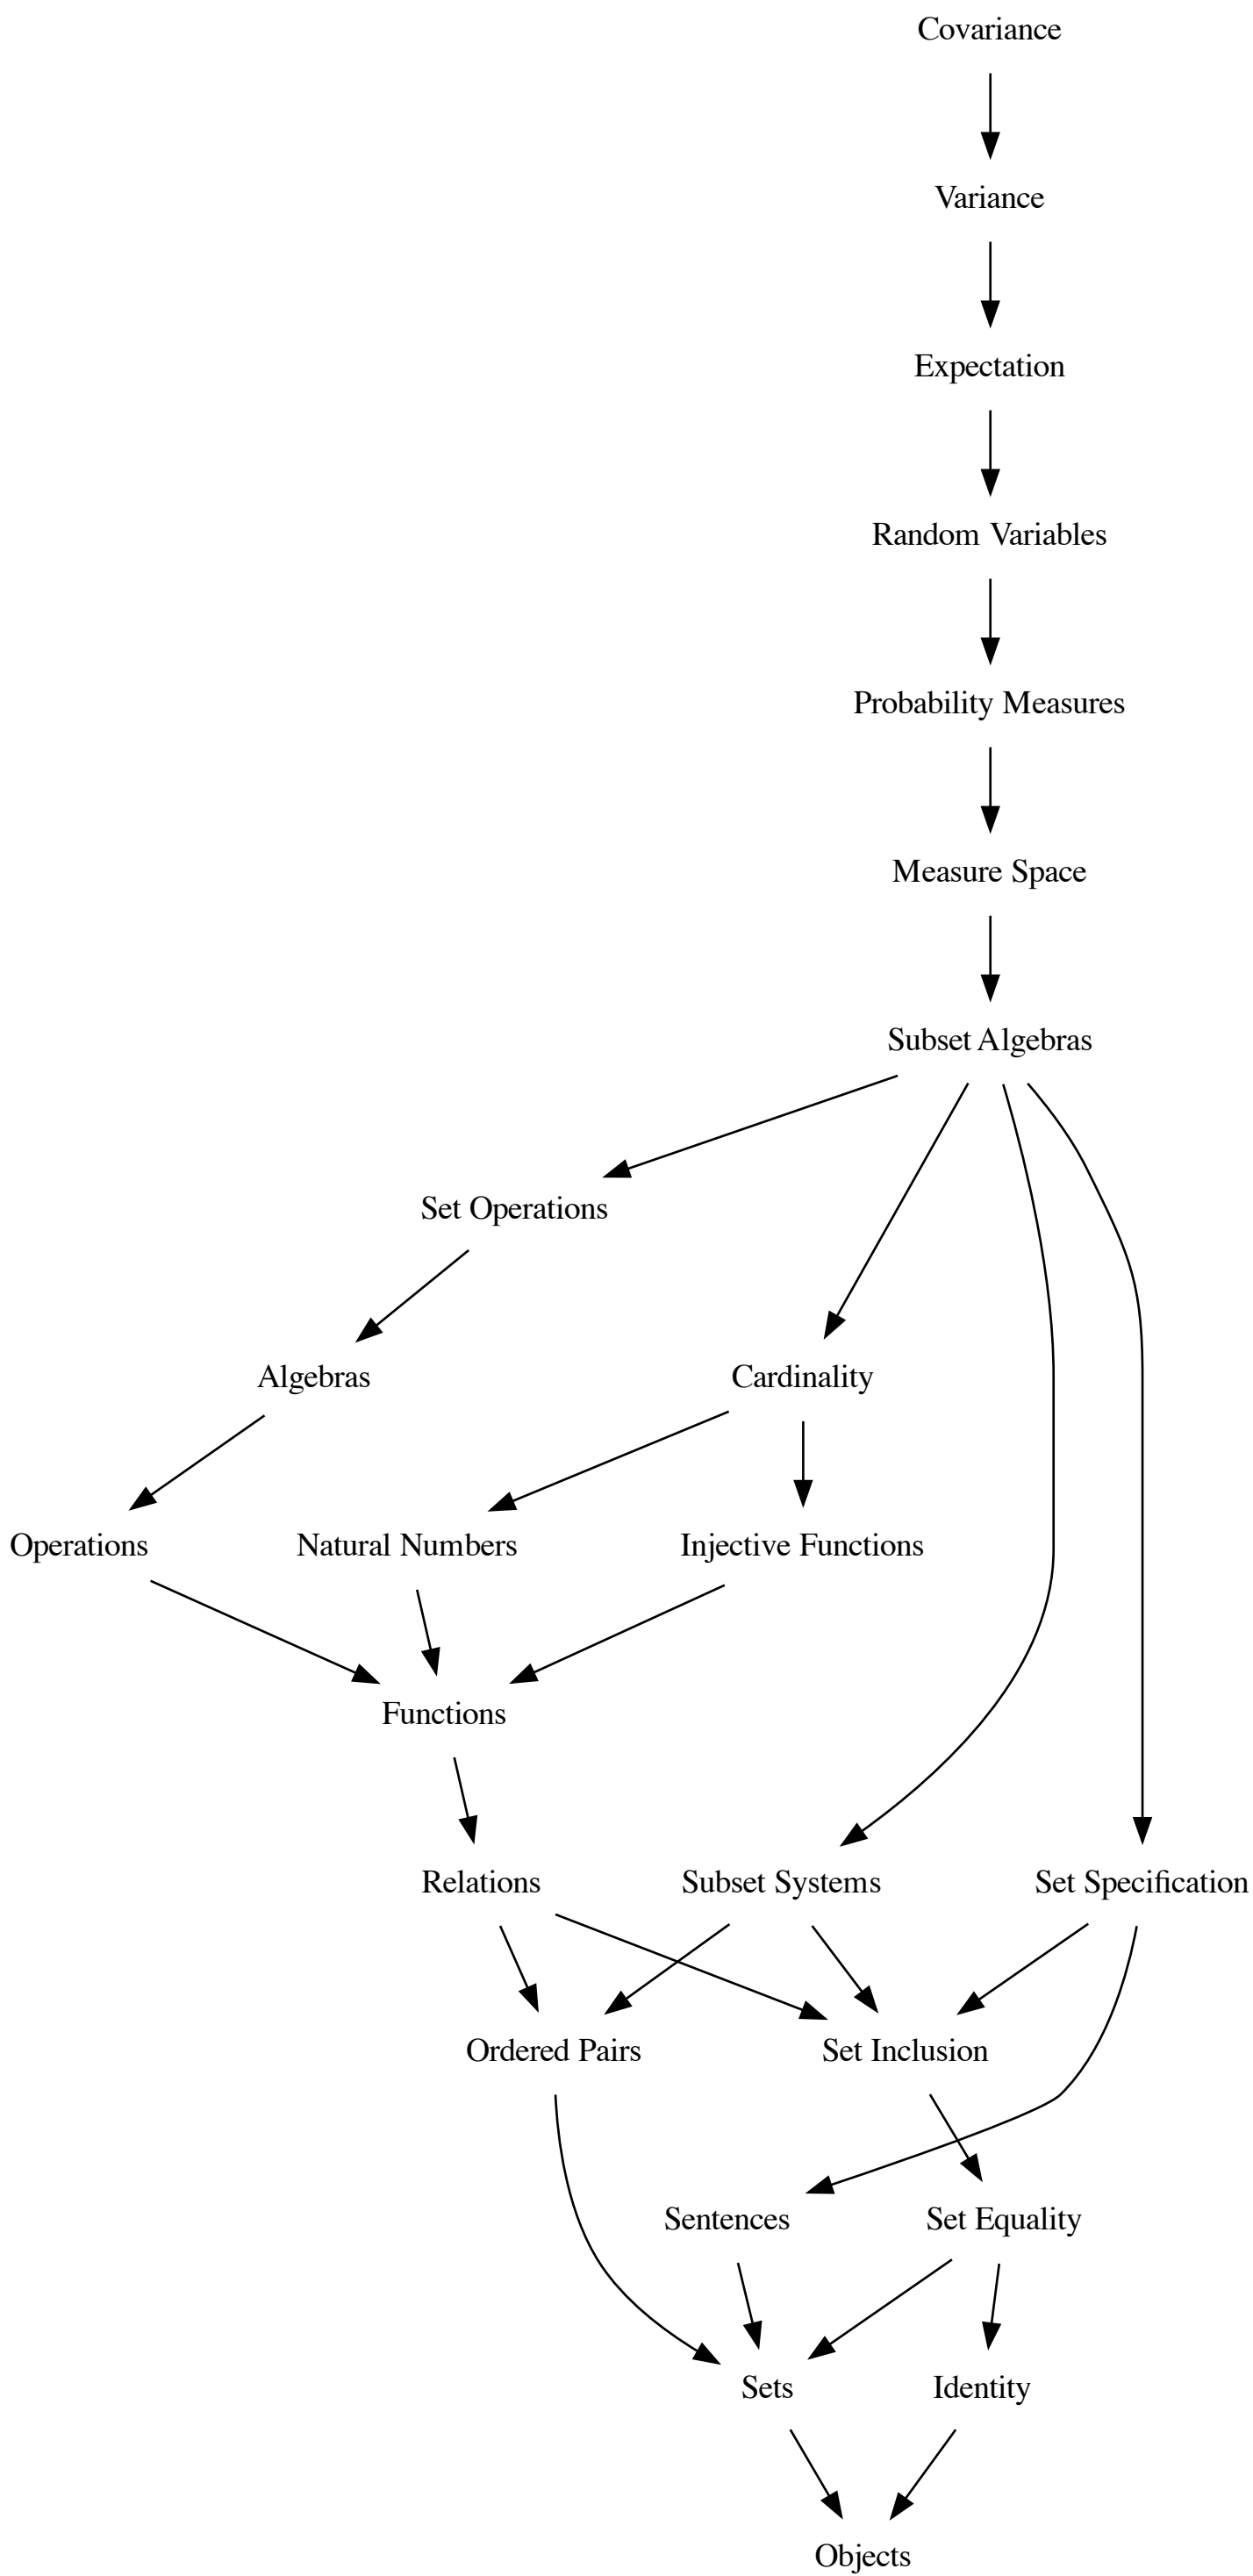 Covariance
Variance
Expectation
Random Variables
Probability Measures
Measure Space
Subset Algebras
Set Operations
Algebras
Cardinality
Operations
Natural Numbers
Injective Functions
Functions
Relations
Subset Systems
Set Specification
Ordered Pairs
Set Inclusion
Sentences
Set Equality
Sets
Identity
Objects